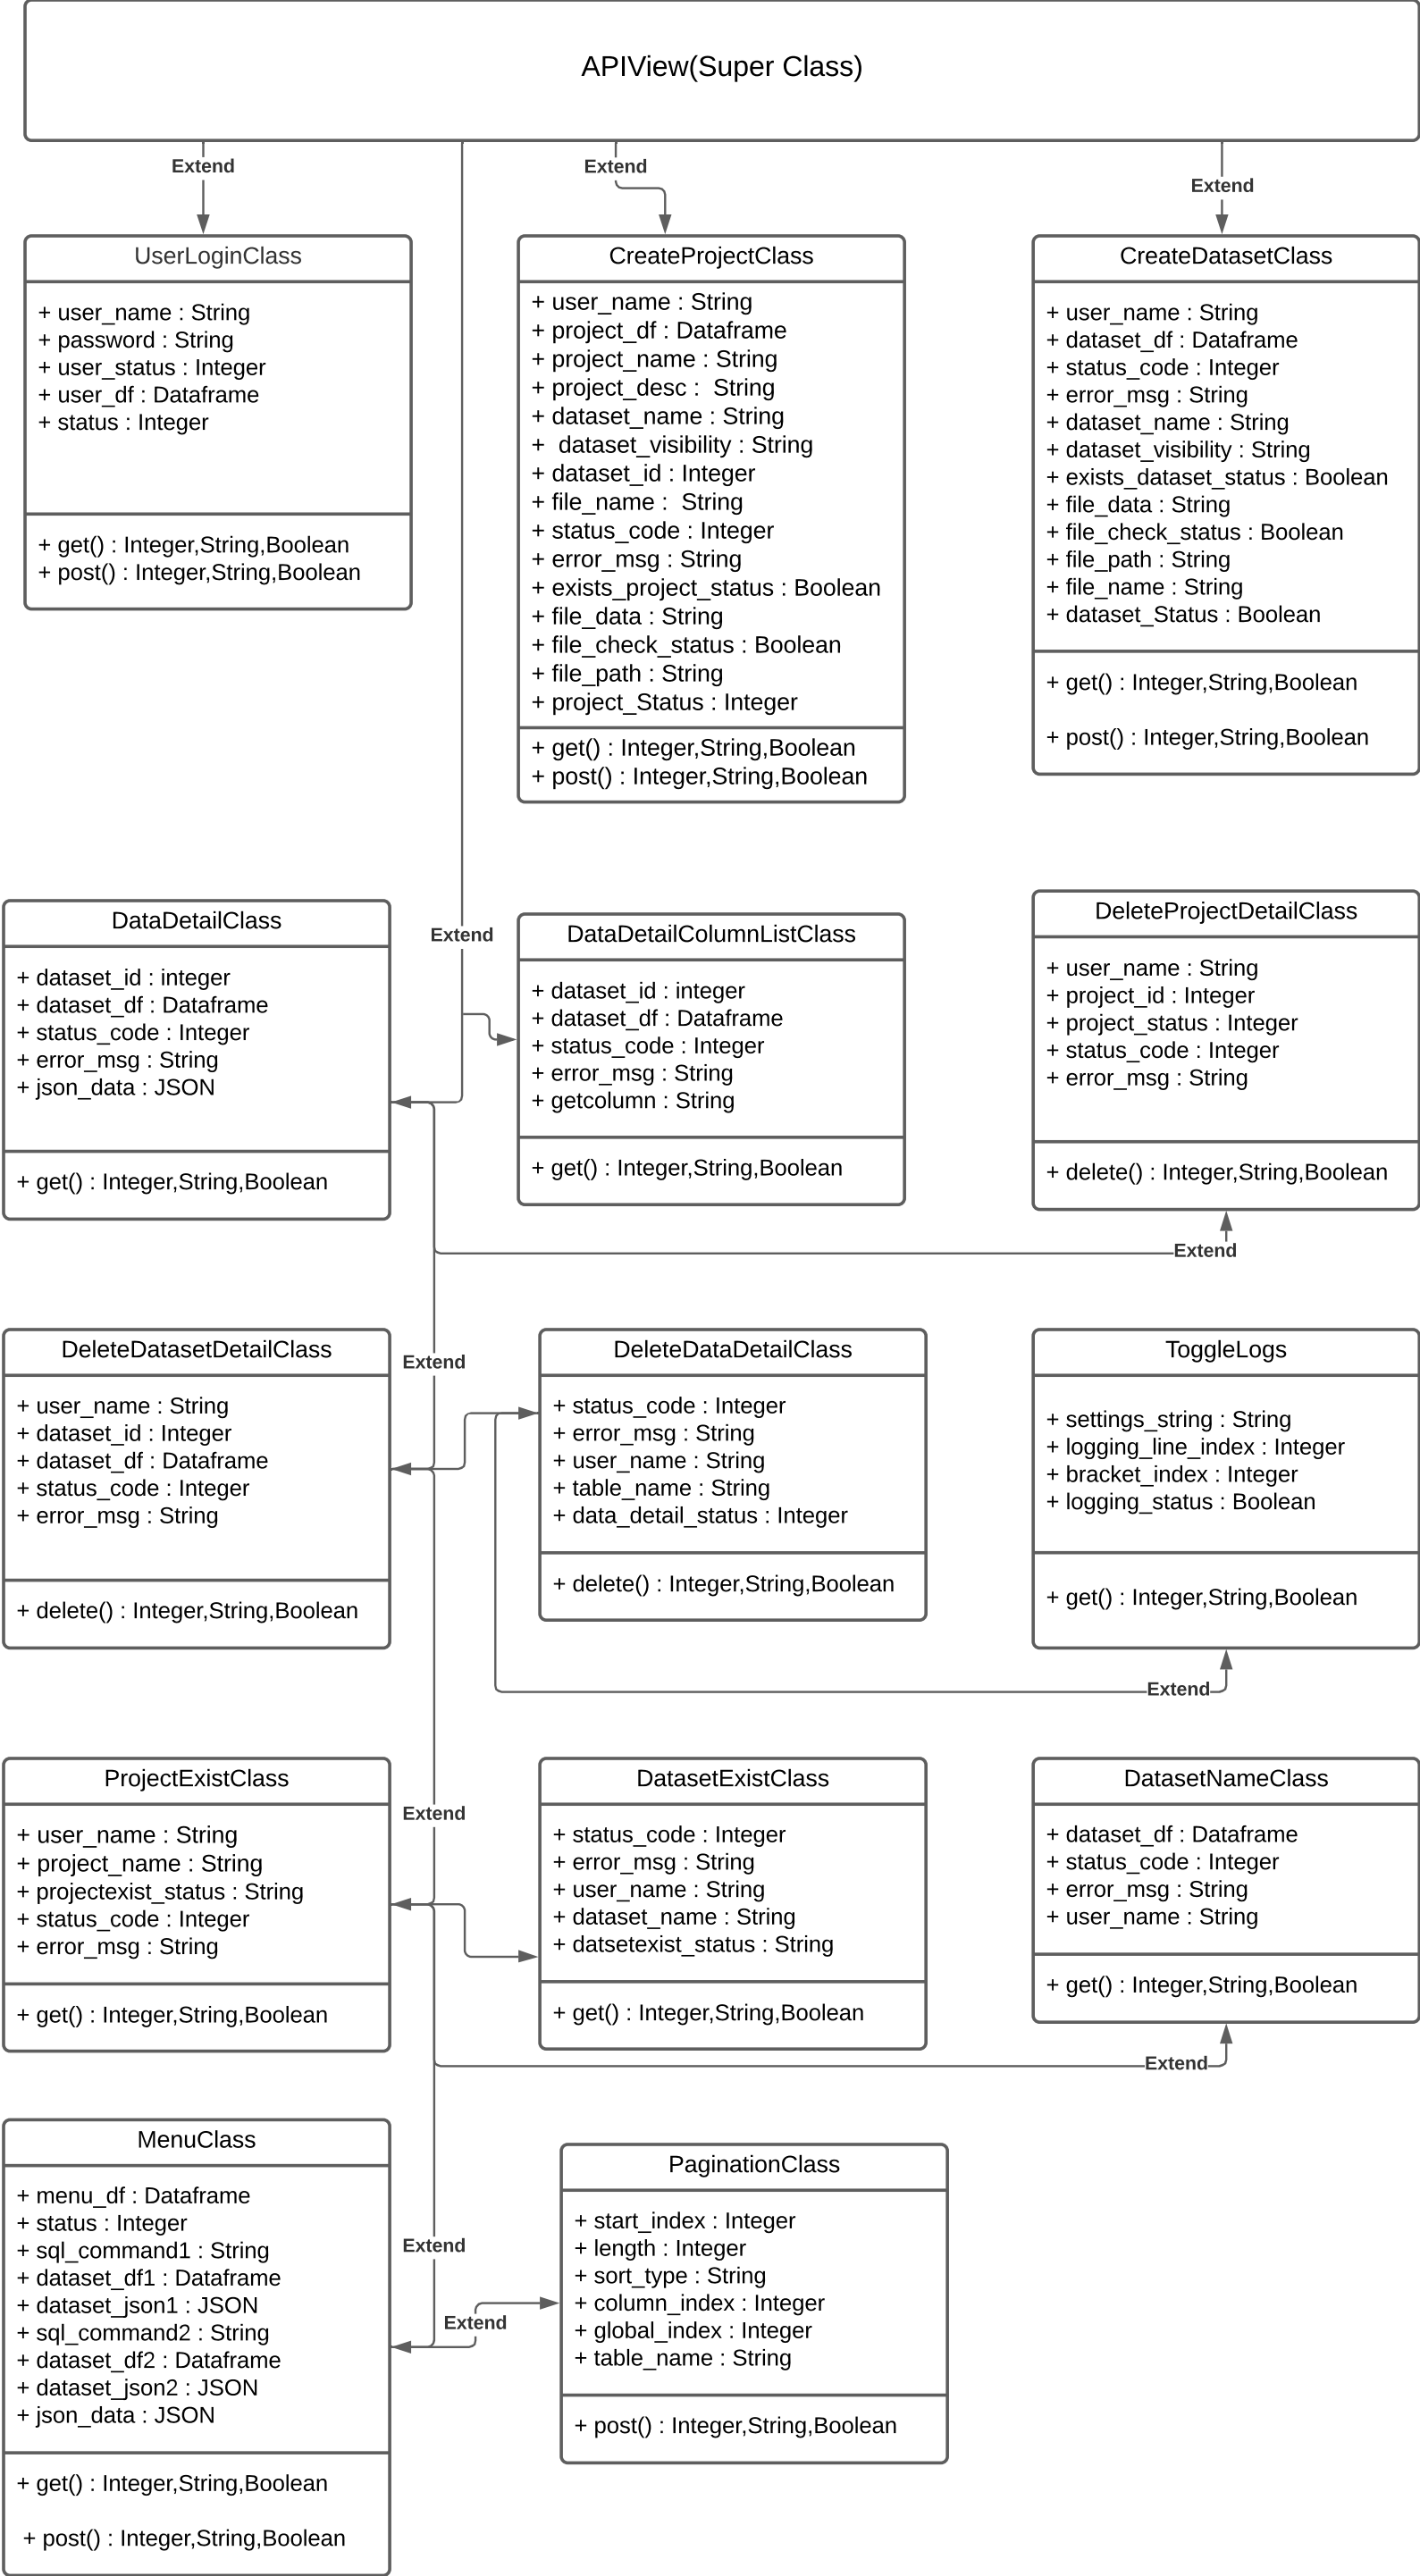 APIView(Super Class)
Extend
Extend
Extend
UserLoginClass
+ user_name : String
+ password : String
+ user_status : Integer
+ user_df : Dataframe
+ status : Integer
+ get() : Integer,String,Boolean
+ post() : Integer,String,Boolean
CreateProjectClass
+ user_name : String
+ project_df : Dataframe
+ project_name : String
+ project_desc :  String
+ dataset_name : String
+  dataset_visibility : String
+ dataset_id : Integer
+ file_name :  String
+ status_code : Integer
+ error_msg : String
+ exists_project_status : Boolean
+ file_data : String
+ file_check_status : Boolean
+ file_path : String
+ project_Status : Integer
+ get() : Integer,String,Boolean
+ post() : Integer,String,Boolean
CreateDatasetClass
+ user_name : String
+ dataset_df : Dataframe
+ status_code : Integer
+ error_msg : String
+ dataset_name : String
+ dataset_visibility : String
+ exists_dataset_status : Boolean
+ file_data : String
+ file_check_status : Boolean
+ file_path : String
+ file_name : String
+ dataset_Status : Boolean
+ get() : Integer,String,Boolean
+ post() : Integer,String,Boolean
DataDetailClass
+ dataset_id : integer
+ dataset_df : Dataframe
+ status_code : Integer
+ error_msg : String
+ json_data : JSON
+ get() : Integer,String,Boolean
Extend
DataDetailColumnListClass
+ dataset_id : integer
+ dataset_df : Dataframe
+ status_code : Integer
+ error_msg : String
+ getcolumn : String
+ get() : Integer,String,Boolean
DeleteProjectDetailClass
+ user_name : String
+ project_id : Integer
+ project_status : Integer
+ status_code : Integer
+ error_msg : String
+ delete() : Integer,String,Boolean
Extend
DeleteDatasetDetailClass
+ user_name : String
+ dataset_id : Integer
+ dataset_df : Dataframe
+ status_code : Integer
+ error_msg : String
+ delete() : Integer,String,Boolean
Extend
DeleteDataDetailClass
+ status_code : Integer
+ error_msg : String
+ user_name : String
+ table_name : String
+ data_detail_status : Integer
+ delete() : Integer,String,Boolean
ToggleLogs
+ settings_string : String
+ logging_line_index : Integer
+ bracket_index : Integer
+ logging_status : Boolean
+ get() : Integer,String,Boolean
Extend
ProjectExistClass
+ user_name : String
+ project_name : String
+ projectexist_status : String
+ status_code : Integer
+ error_msg : String
+ get() : Integer,String,Boolean
Extend
DatasetExistClass
+ status_code : Integer
+ error_msg : String
+ user_name : String
+ dataset_name : String
+ datsetexist_status : String
+ get() : Integer,String,Boolean
DatasetNameClass
+ dataset_df : Dataframe
+ status_code : Integer
+ error_msg : String
+ user_name : String
+ get() : Integer,String,Boolean
Extend
MenuClass
+ menu_df : Dataframe
+ status : Integer
+ sql_command1 : String
+ dataset_df1 : Dataframe
+ dataset_json1 : JSON
+ sql_command2 : String
+ dataset_df2 : Dataframe
+ dataset_json2 : JSON
+ json_data : JSON
+ get() : Integer,String,Boolean
+ post() : Integer,String,Boolean
Extend
Extend
PaginationClass
+ start_index : Integer
+ length : Integer
+ sort_type : String
+ column_index : Integer
+ global_index : Integer
+ table_name : String
+ post() : Integer,String,Boolean